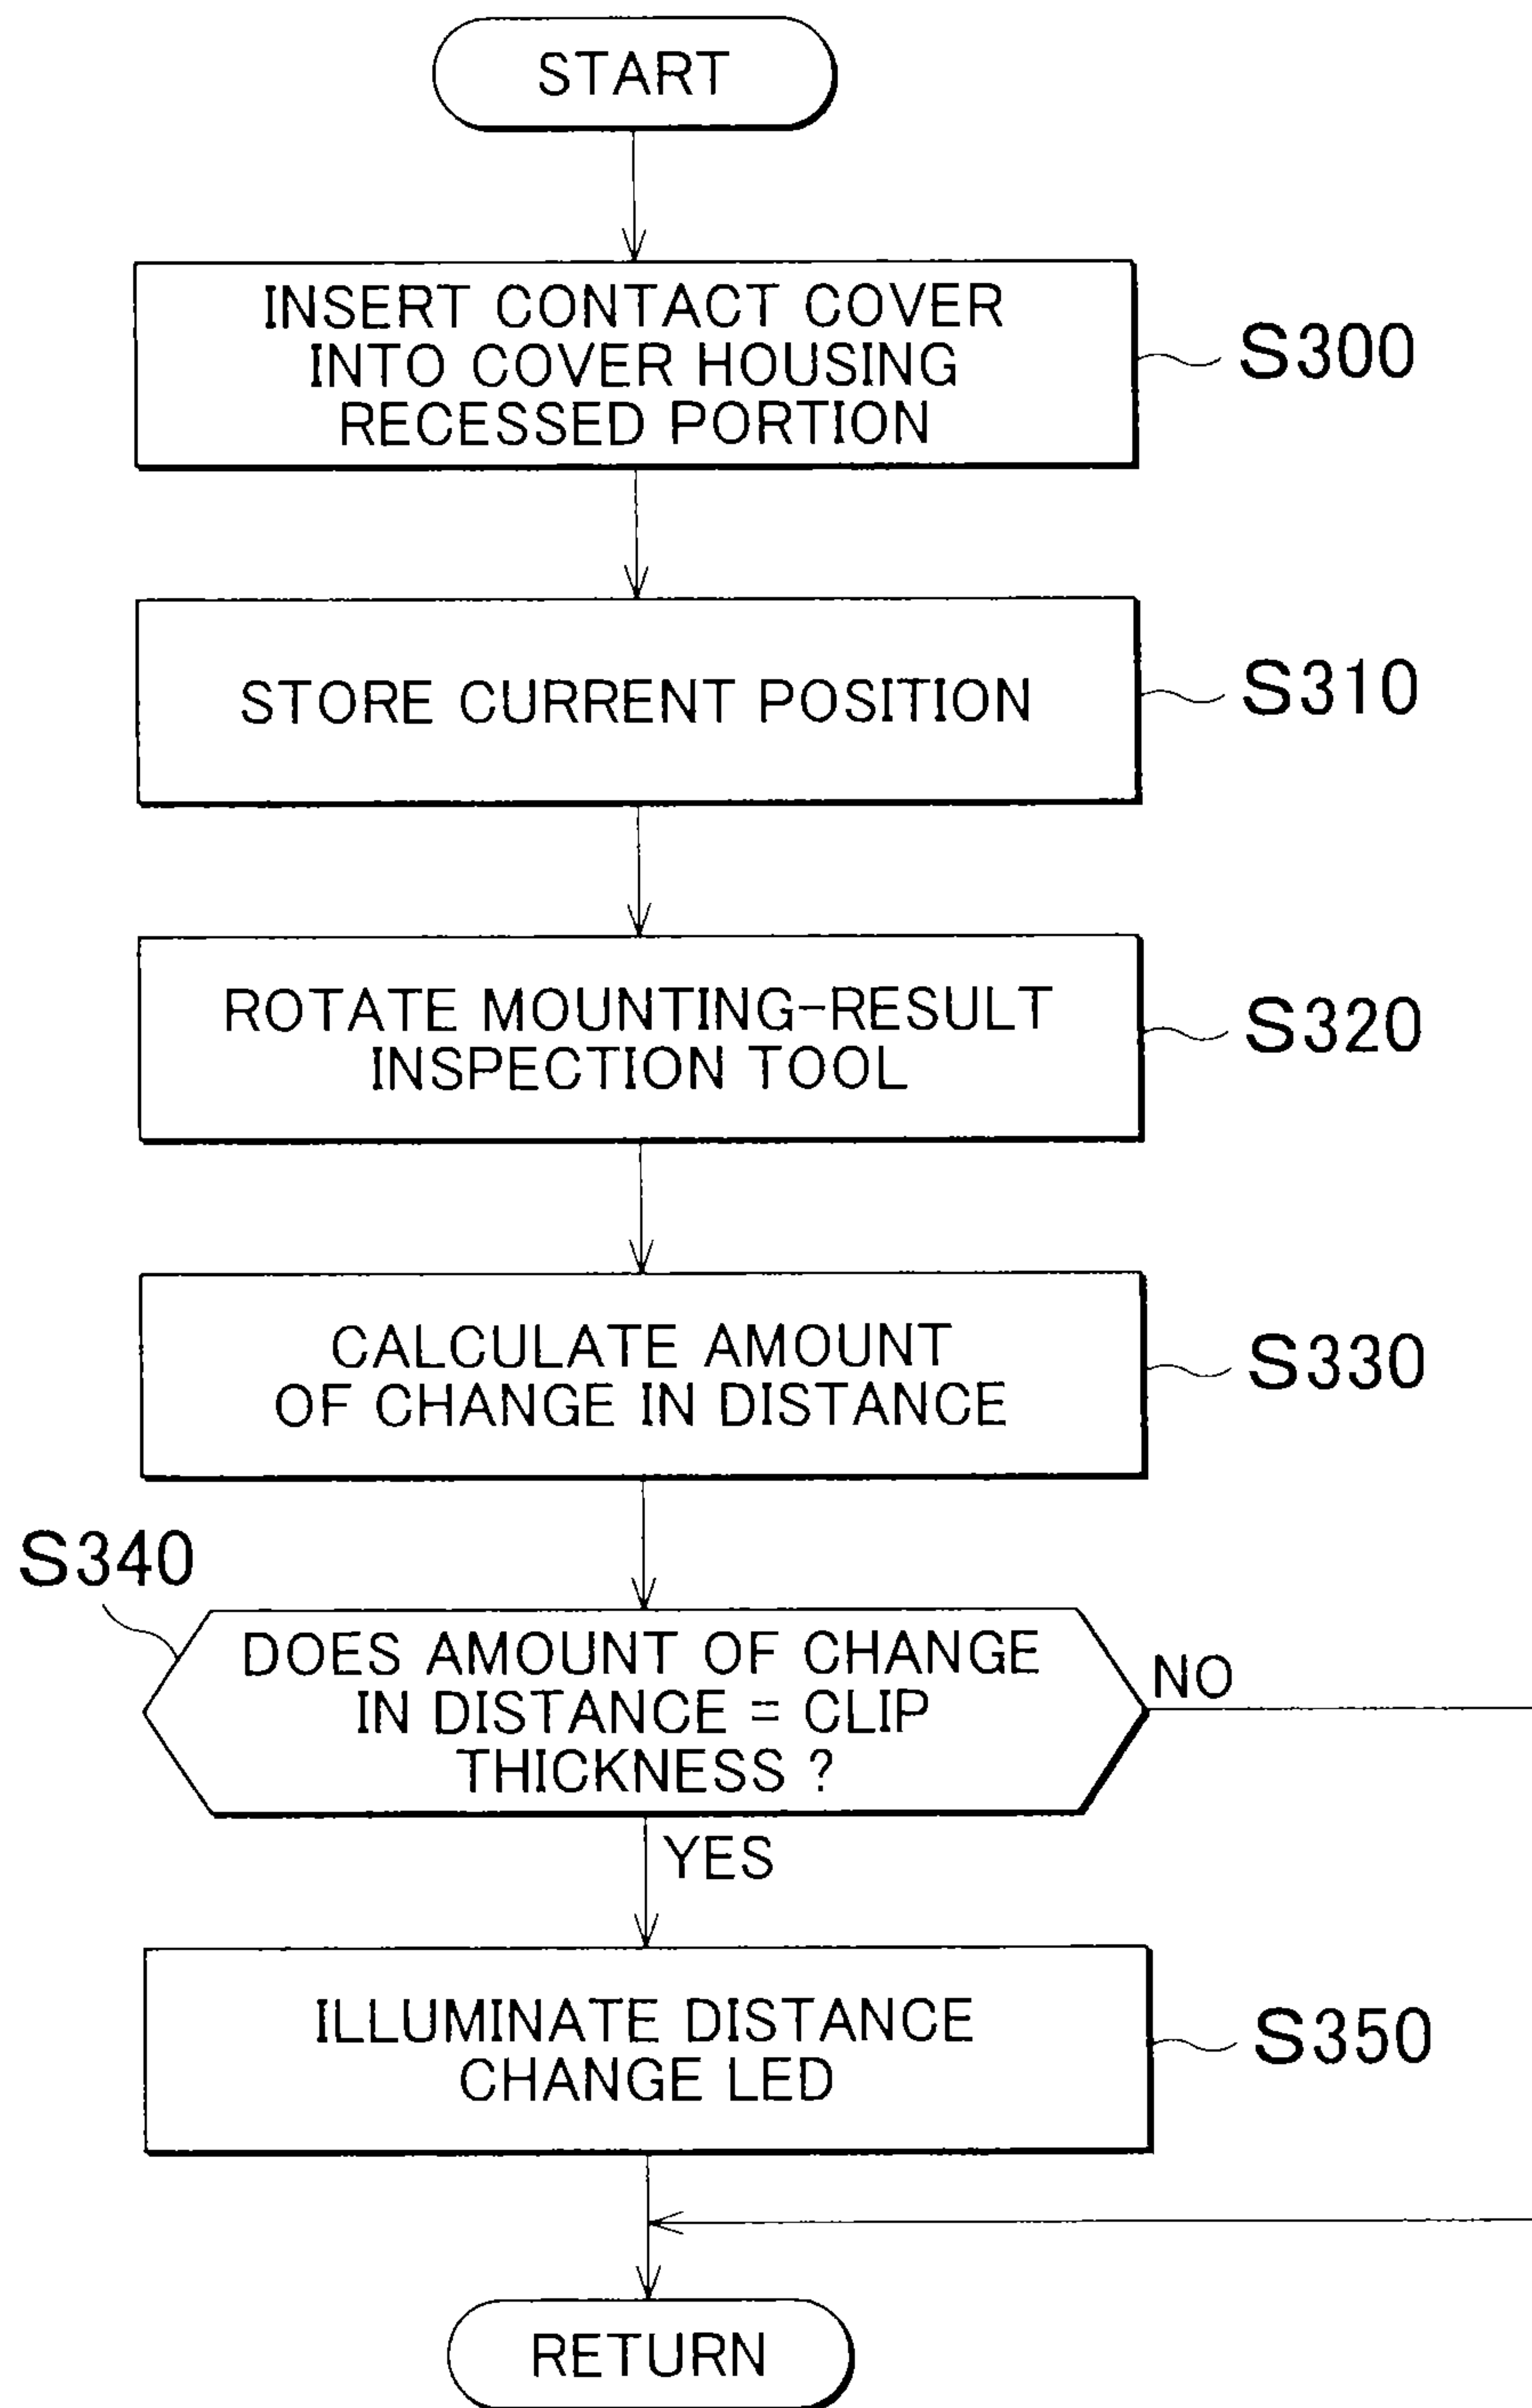 START
INSERT CONTACT COVER
INTO COVER HOUSING
RECESSED PORTION
S300
STORE CURRENT POSITION
S310
ROTATE MOUNTING-RESULT
INSPECTION TOOL
S320
CALCULATE AMOUNT
OF CHANGE IN DISTANCE
S330
S340
DOES AMOUNT OF CHANGE
IN DISTANCE = CLIP
THICKNESS ?
NO
YES
ILLUMINATE DISTANCE
CHANGE LED
S350
RETURN